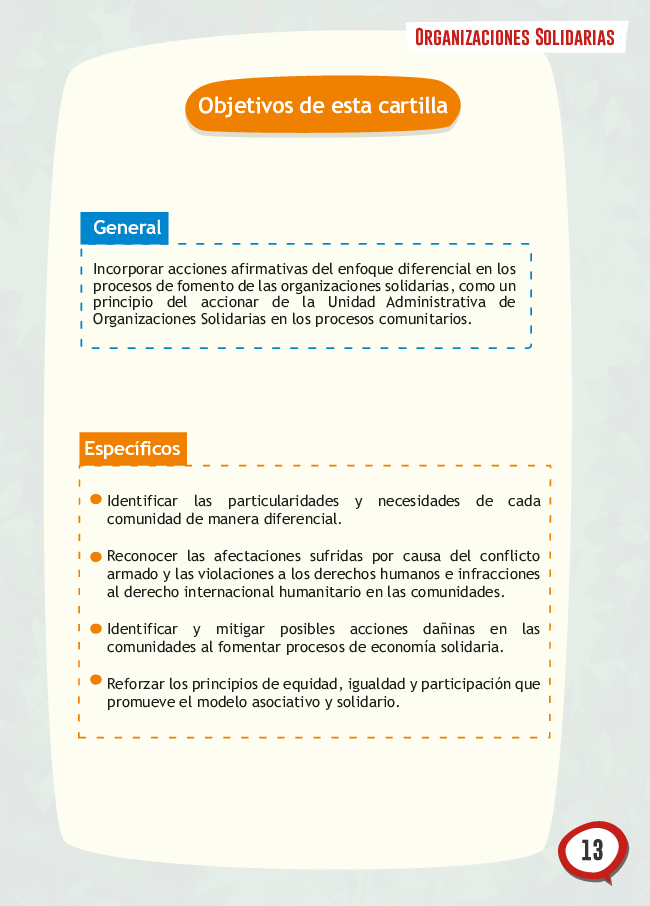 Organizaciones Solidarias
Objetivos de esta cartilla
General
Incorporar acciones afirmativas del enfoque diferencial en los
procesos de fomento de las organizaciones solidarias, como un
principio del accionar de la Unidad Administrativa de
Organizaciones Solidarias en los procesos comunitarios.
Específicos
Identificar las particularidades y necesidades de cada
comunidad de manera diferencial.
Reconocer las afectaciones sufridas por causa del conflicto
armado y las violaciones a los derechos humanos e infracciones
al derecho internacional humanitario en las comunidades.
Identificar y mitigar posibles acciones dañinas en las
comunidades al fomentar procesos de economía solidaria.
Reforzar los principios de equidad, igualdad y participación que
promueve el modelo asociativo y solidario.
13